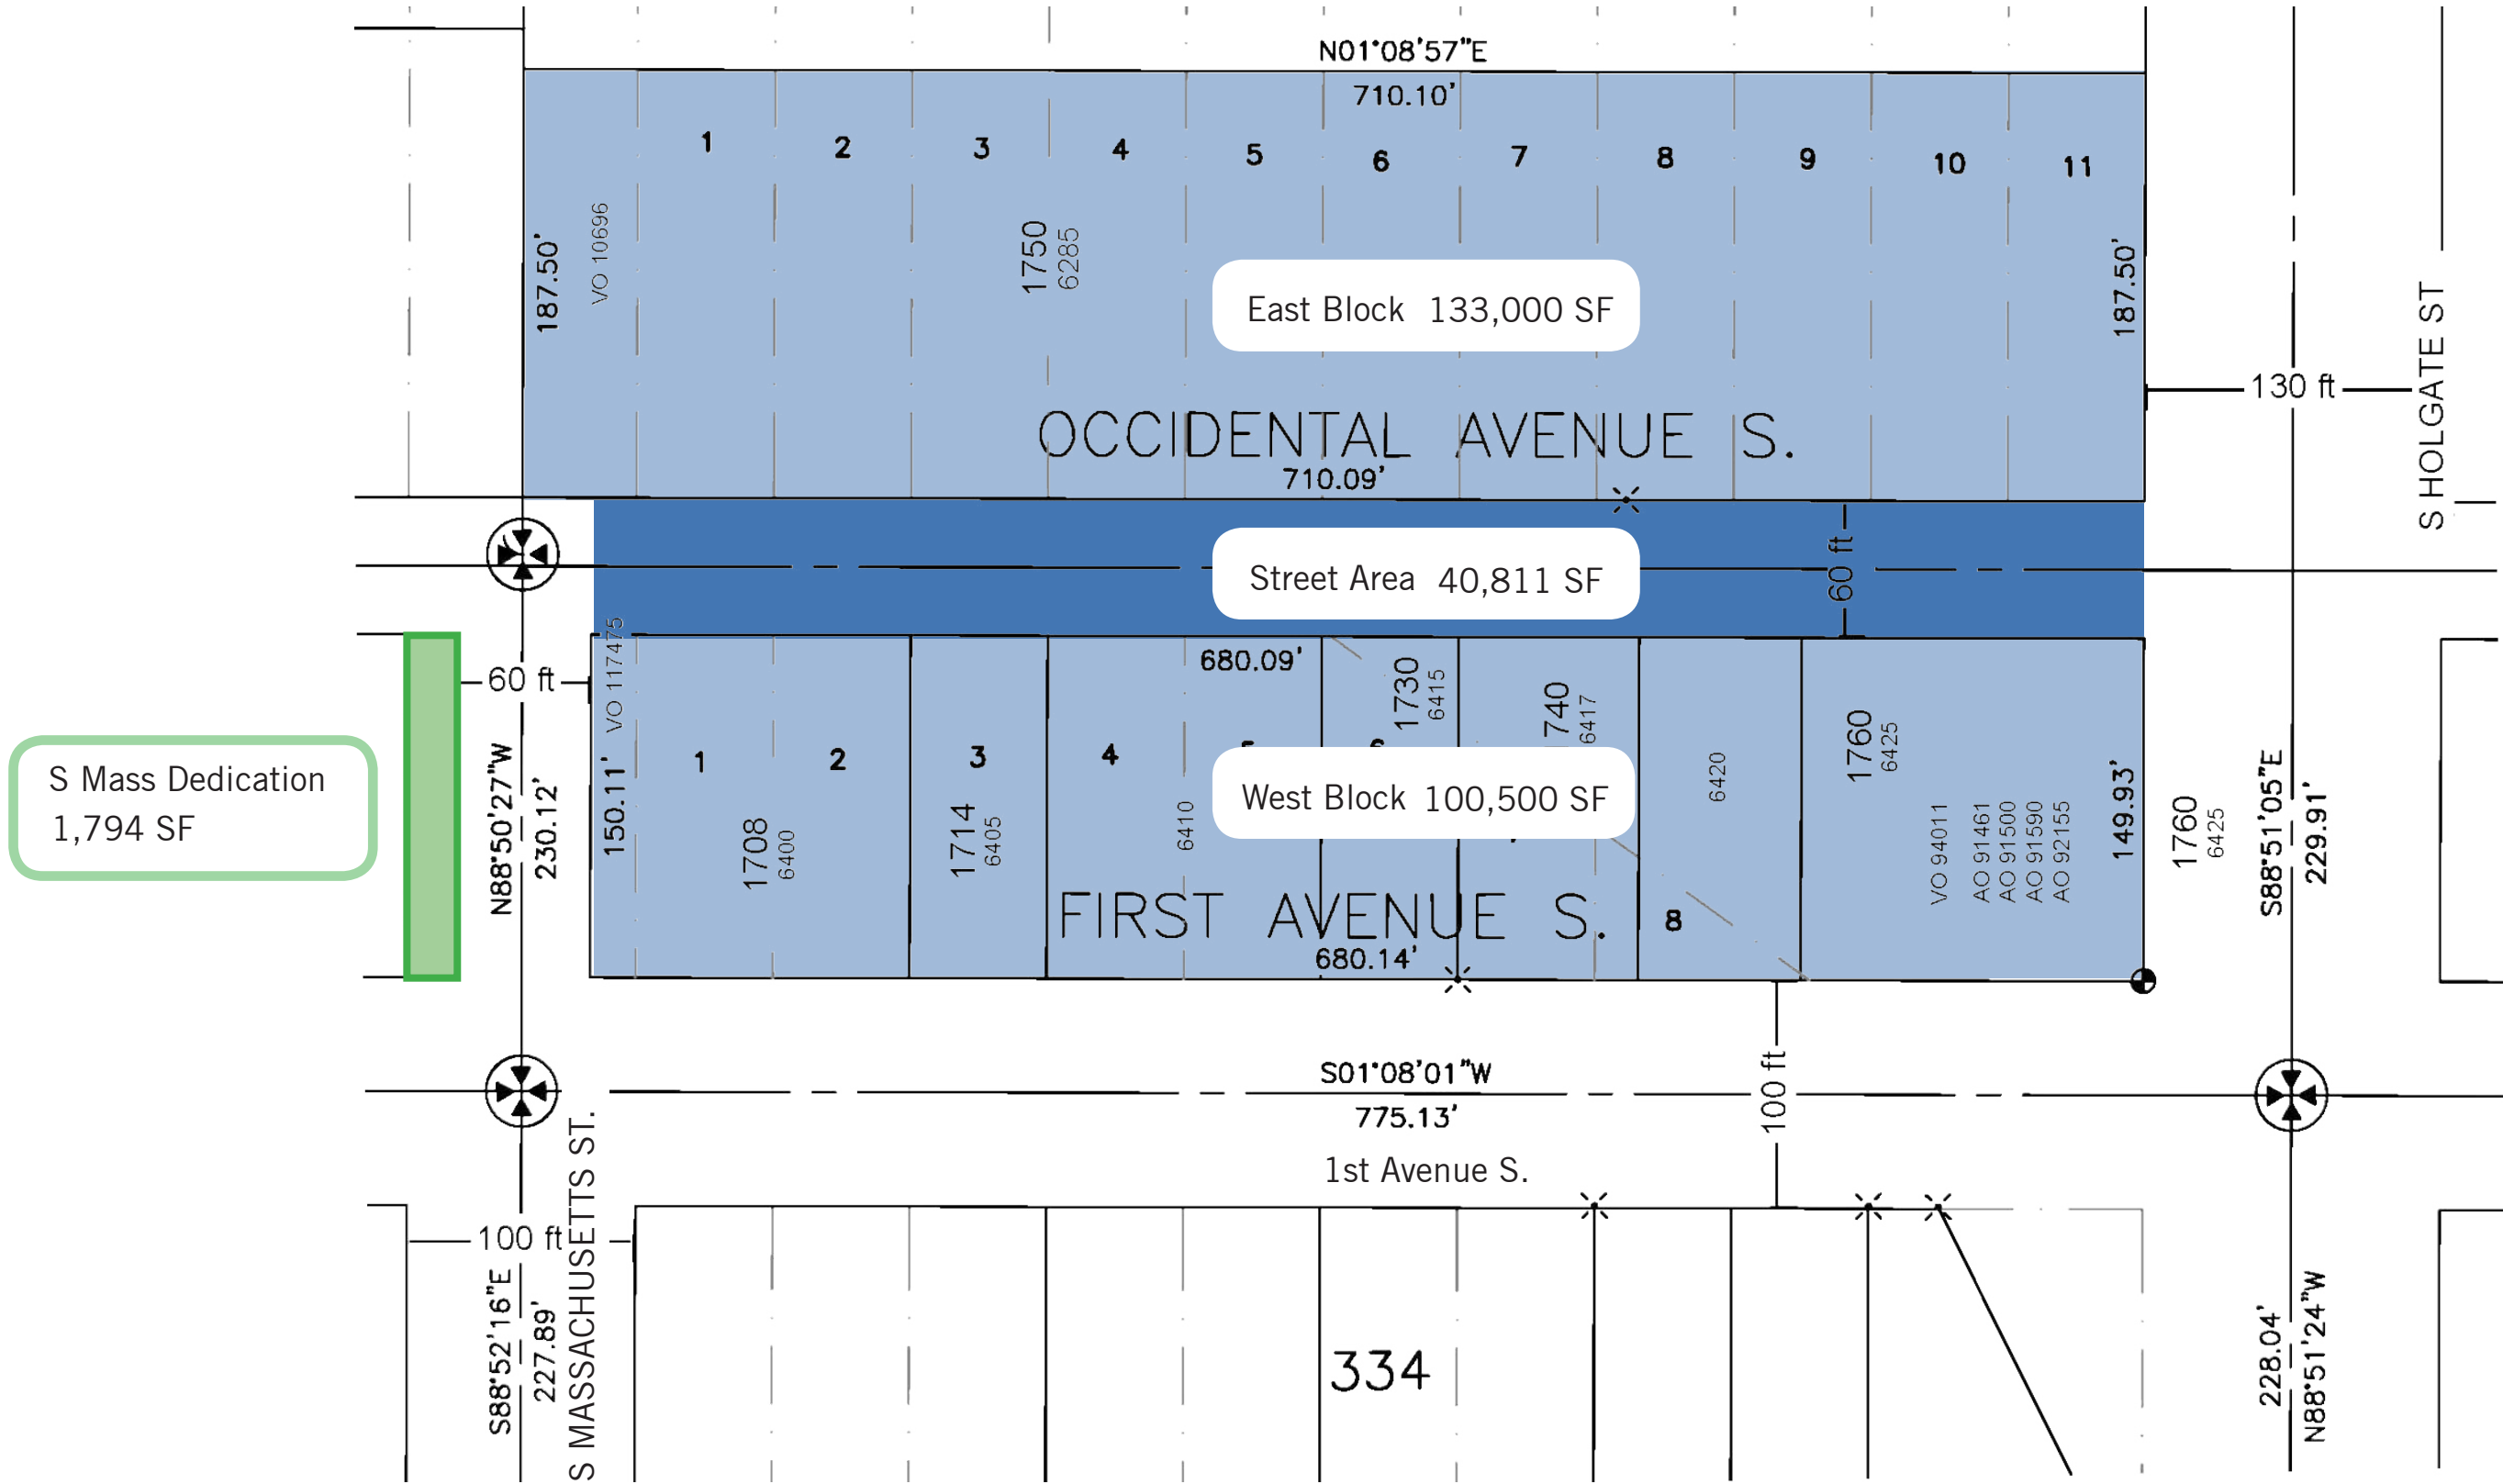 N01°08'57"E
710.10'
1
2
3
4
5
6
7
8
9
10
11
187.50'
VO 10696
1750
6285
East Block 133,000 SF
187.50'
S HOLGATE ST
130 ft
OCCIDENTAL AVENUE S.
710.09'
Street Area 40,811 SF
60 ft
60 ft
VO 117475
680.09'
1730
6415
740
6417
1760
6425
S Mass Dedication
1,794 SF
N88°50'27"W
230.12'
150.11'
1
2
3
4
1708
6400
1714
6405
6410
West Block 100,500 SF
6420
8
VO 94011
AO 91461
AO 91500
AO 91590
AO 92155
149.93'
1760
6425
S88°51'05"E
229.91'
FIRST AVENUE S.
680.14'
S01°08'01"W
775.13'
100 ft
1st Avenue S.
100 ft
S MASSACHUSETTS ST.
S88°52'16"E
227.89'
334
228.04'
N88°51'24"W